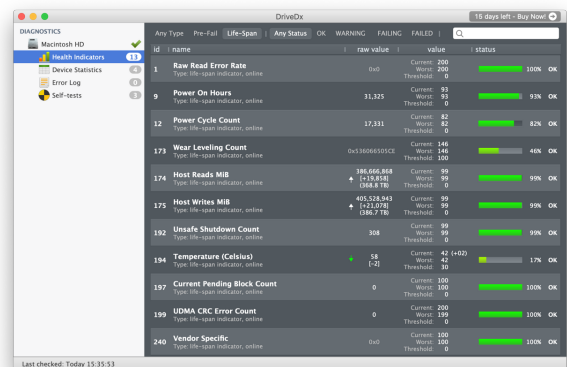 DriveDx
15 days left - Buy Now!
DIAGNOSTICS
Macintosh HD
Health Indicators 13
Device Statistics 4
Error Log 0
Self-tests 3
Any Type Pre-Fail Life-Span Any Status OK WARNING FAILING FAILED
id name raw value value status
1 Raw Read Error Rate 0x0 Current: 200 100% OK
Type: life-span indicator, online Worst: 200
Threshold: 0
9 Power On Hours 31,325 Current: 93 93% OK
Type: life-span indicator, online Worst: 93
Threshold: 0
12 Power Cycle Count 17,331 Current: 82 82% OK
Type: life-span indicator, online Worst: 82
Threshold: 0
173 Wear Leveling Count 0x536066505CE Current: 146 46% OK
Type: life-span indicator, online Worst: 146
Threshold: 100
174 Host Reads MiB 386,666,868 Current: 99 99% OK
Type: life-span indicator, online [+19,858] Worst: 99
(368.8 TB) Threshold: 0
175 Host Writes MiB 405,528,943 Current: 99 99% OK
Type: life-span indicator, online [+21,078] Worst: 99
(386.7 TB) Threshold: 0
192 Unsafe Shutdown Count 308 Current: 99 99% OK
Type: life-span indicator, online Worst: 99
Threshold: 0
194 Temperature (Celsius) 58 Current: 42 (+02) 17% OK
Type: life-span indicator, online [-2] Worst: 42
Threshold: 30
197 Current Pending Block Count 0 Current: 100 100% OK
Type: life-span indicator, online Worst: 100
Threshold: 0
199 UDMA CRC Error Count 0 Current: 200 100% OK
Type: life-span indicator, online Worst: 199
Threshold: 0
240 Vendor Specific 0x0 Current: 100 100% OK
Type: life-span indicator, online Worst: 100
Threshold: 0
Last checked: Today 15:35:53